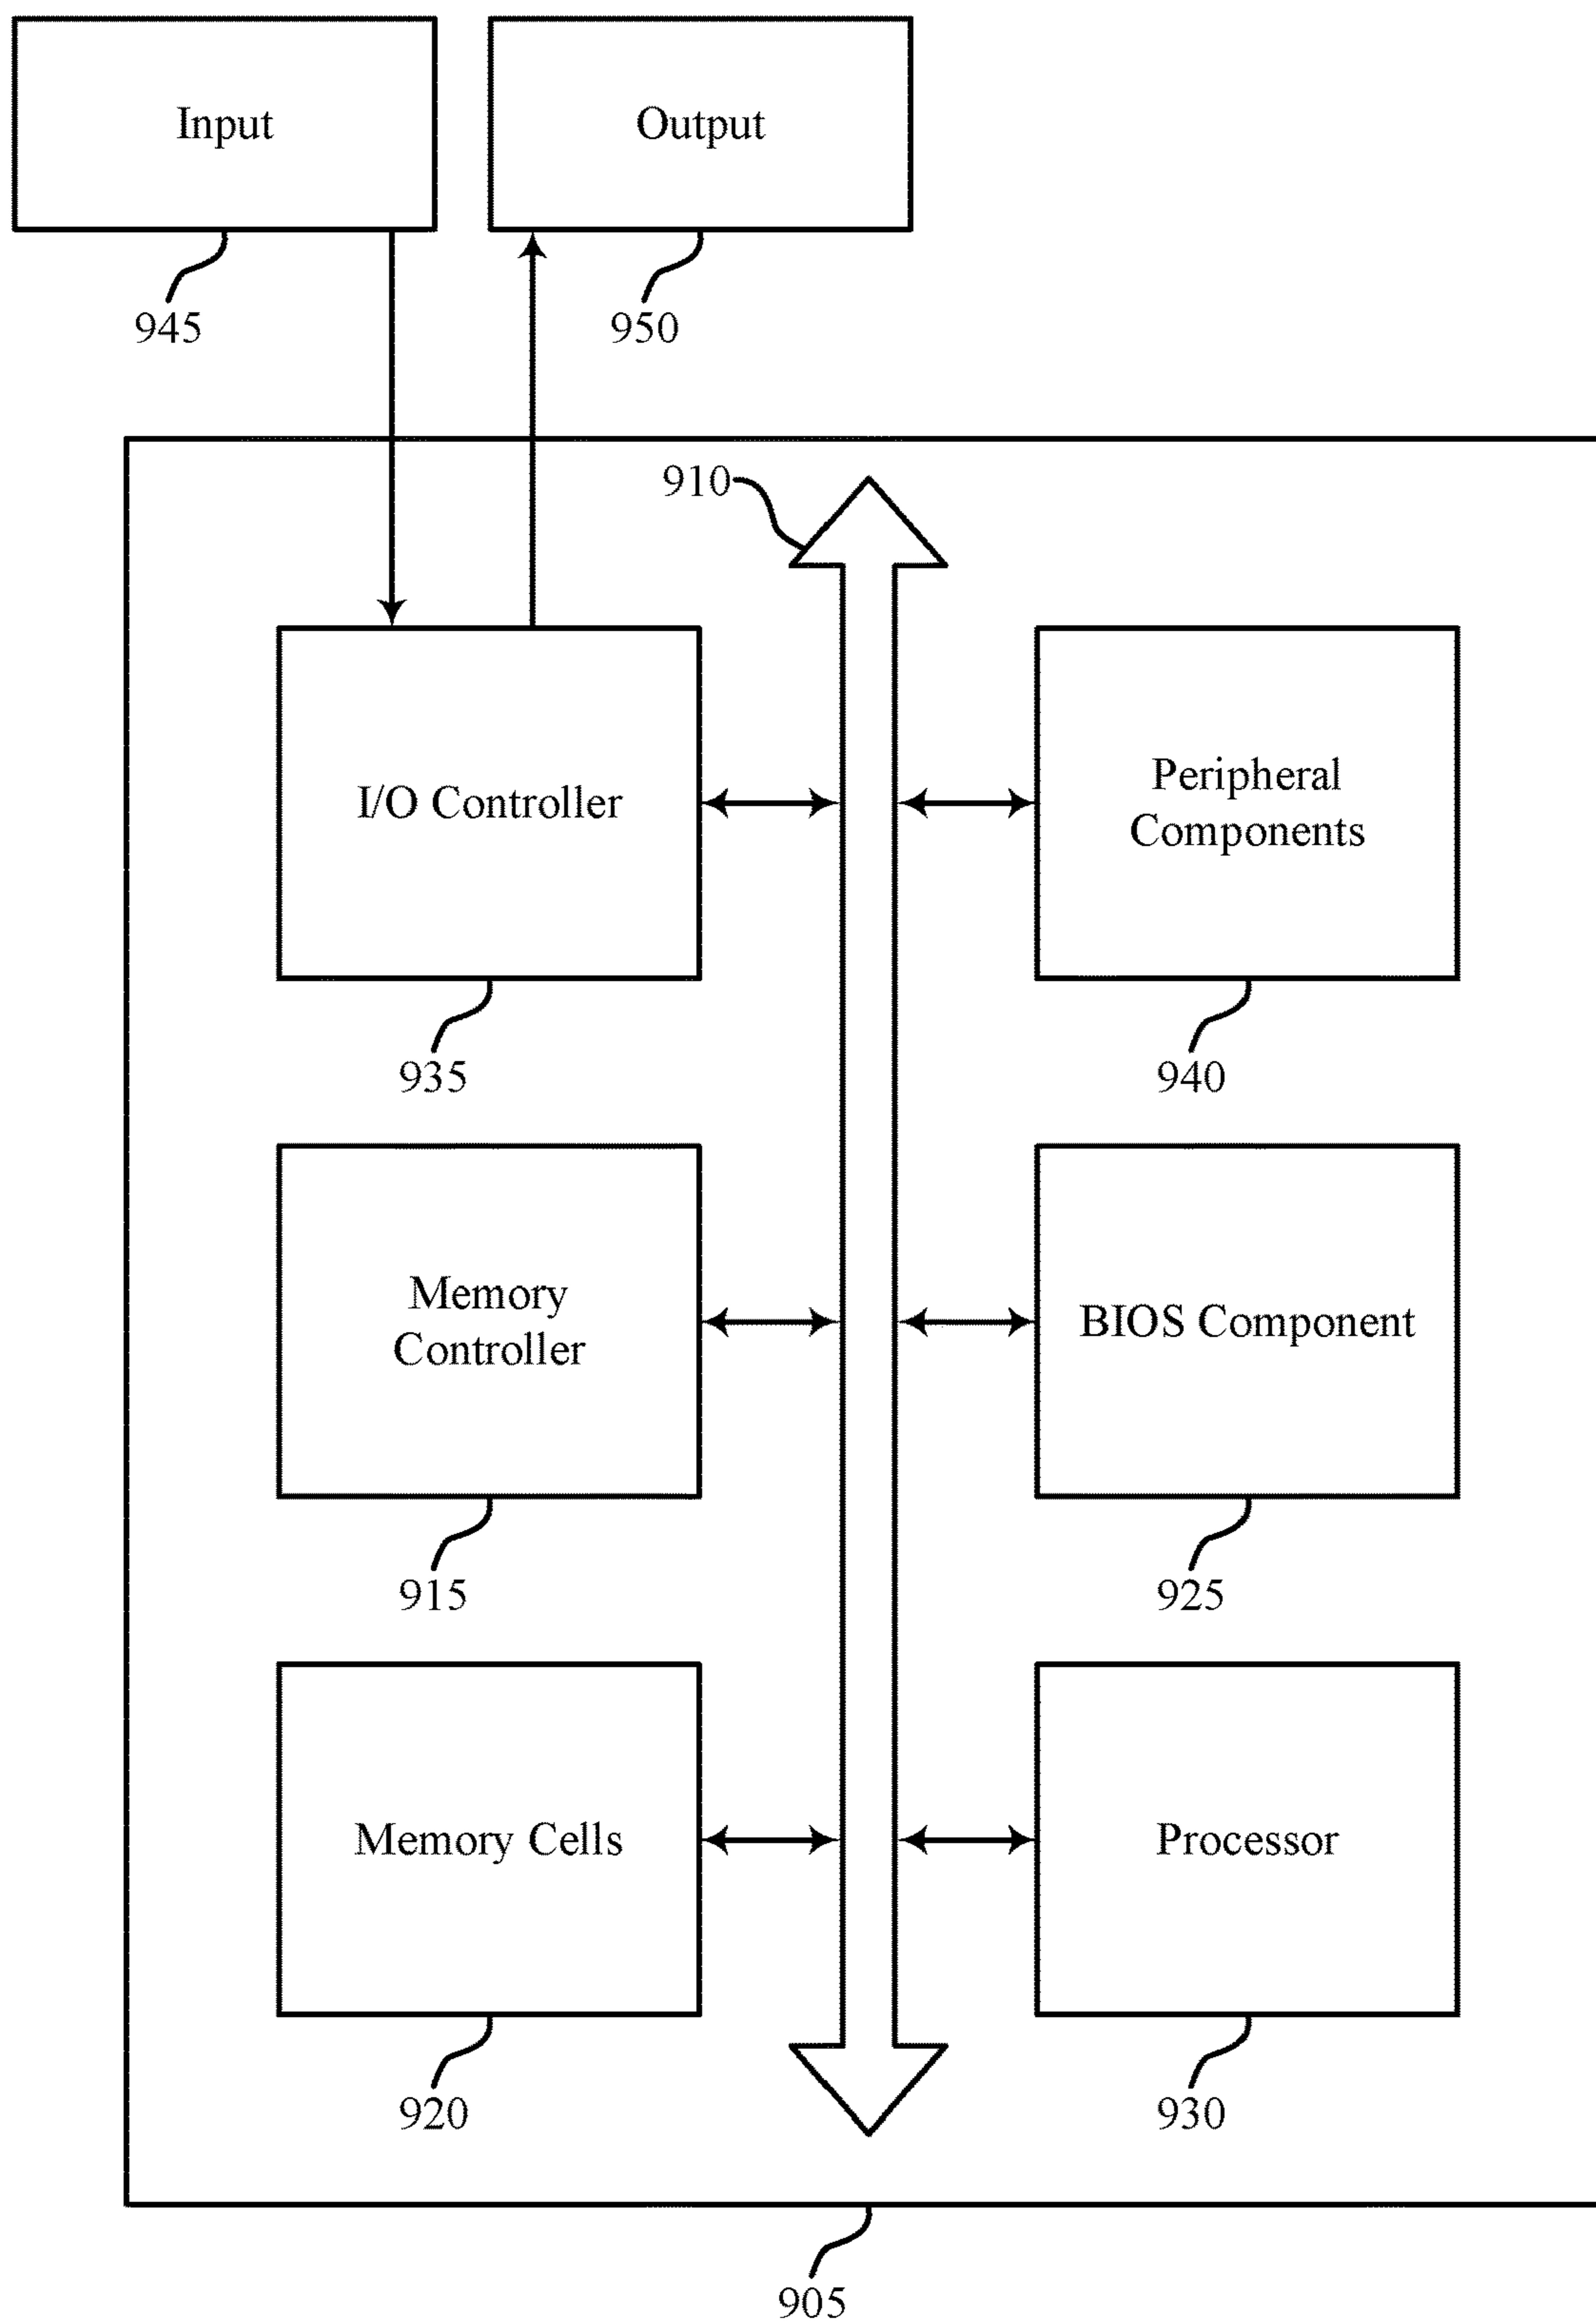 Input
Output
945
950
910
I/O Controller
Peripheral
Components
935
940
Memory
Controller
BIOS Component
915
925
Memory Cells
Processor
920
930
905